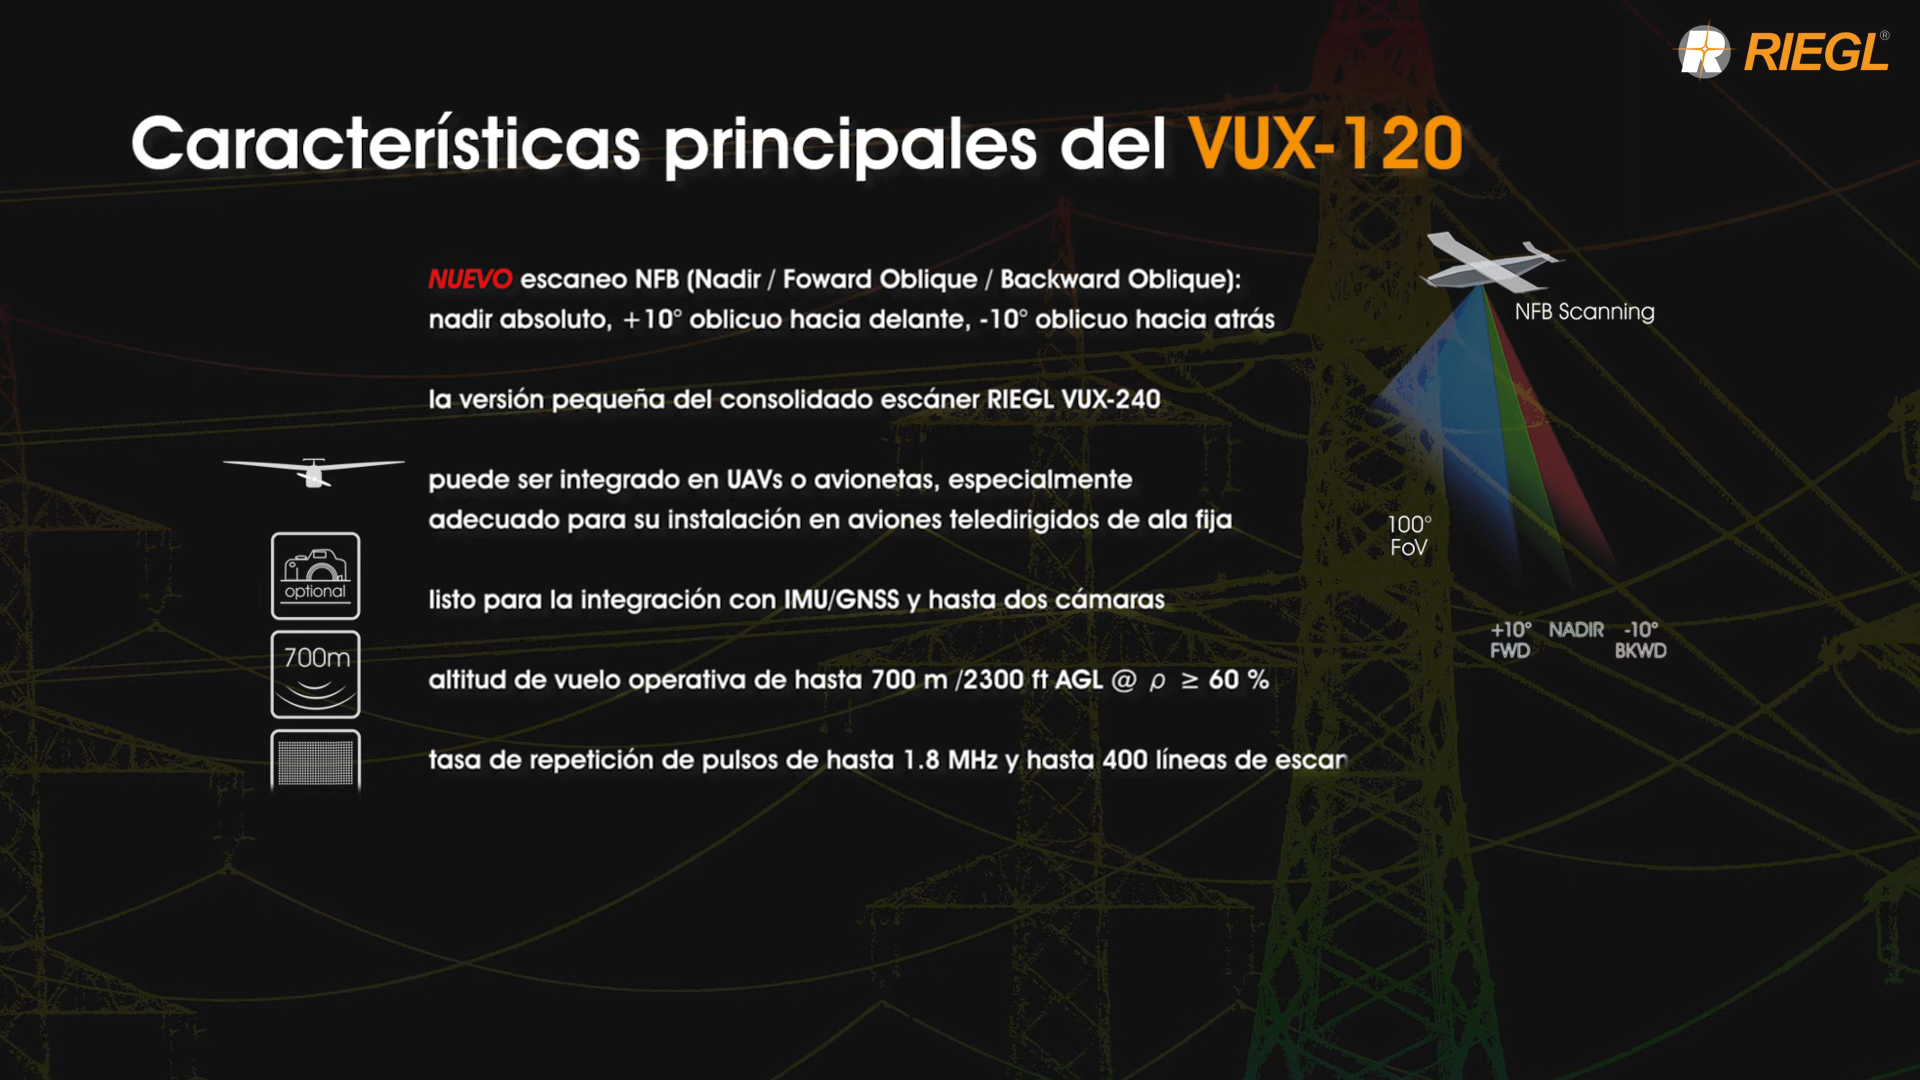 RIEGL®
Características principales del VUX-120
NUEVO escaneo NFB (Nadir / Foward Oblique / Backward Oblique):
nadir absoluto, +10° oblicuo hacia delante, -10° oblicuo hacia atrás
NFB Scanning
la versión pequeña del consolidado escáner RIEGL VUX-240
puede ser integrado en UAVs o avionetas, especialmente
adecuado para su instalación en aviones teledirigidos de ala fija
100°
FoV
optional
listo para la integración con IMU/GNSS y hasta dos cámaras
+10° NADIR -10°
FWD BKWD
700m
altitud de vuelo operativa de hasta 700 m /2300 ft AGL @ ρ ≥ 60 %
tasa de repetición de pulsos de hasta 1.8 MHz y hasta 400 líneas de